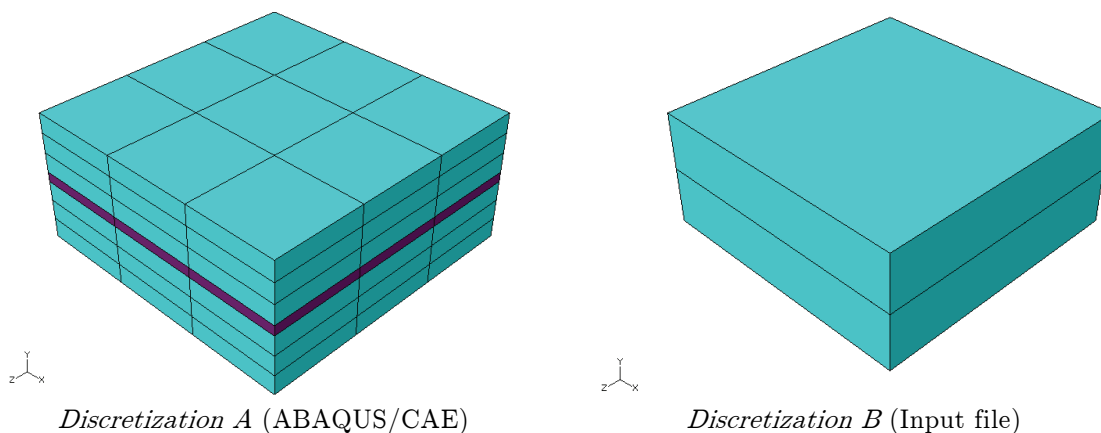 Y
Z X
Y
Z X
Discretization A (ABAQUS/CAE)
Discretization B (Input file)